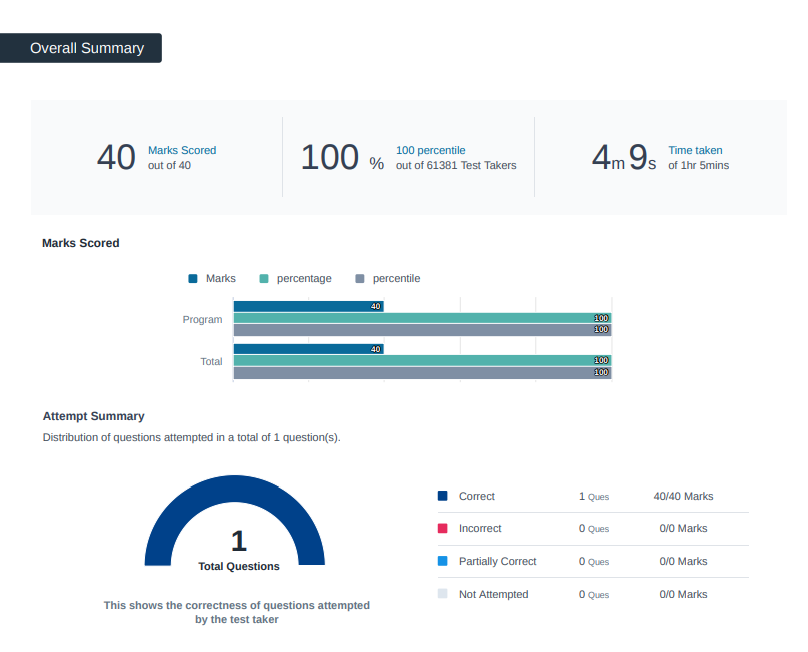 Overall Summary
40 Marks Scored
out of 40
100 % 100 percentile
out of 61381 Test Takers
4m 9s Time taken
of 1hr 5mins
Marks Scored
Marks percentage percentile
Program
40
100
100
Total
40
100
100
Attempt Summary
Distribution of questions attempted in a total of 1 question(s).
1
Total Questions
This shows the correctness of questions attempted
by the test taker
Correct 1 Ques 40/40 Marks
Incorrect 0 Ques 0/0 Marks
Partially Correct 0 Ques 0/0 Marks
Not Attempted 0 Ques 0/0 Marks